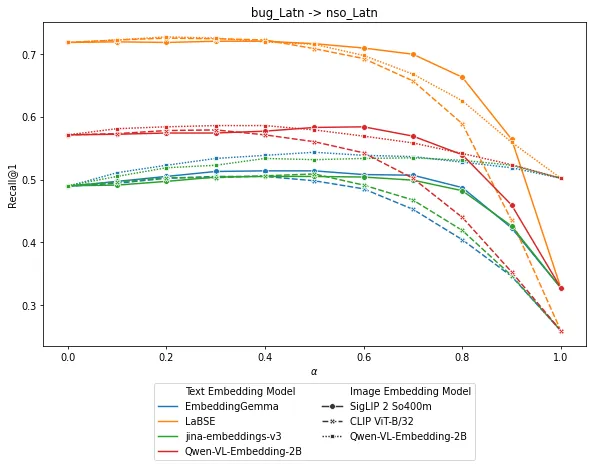 bug_Latn -> nso_Latn
Recall@1
0.7
0.6
0.5
0.4
0.3
0.0 0.2 0.4 0.6 0.8 1.0
α
Text Embedding Model Image Embedding Model
EmbeddingGemma SigLIP 2 So400m
LaBSE CLIP ViT-B/32
jina-embeddings-v3 Qwen-VL-Embedding-2B
Qwen-VL-Embedding-2B